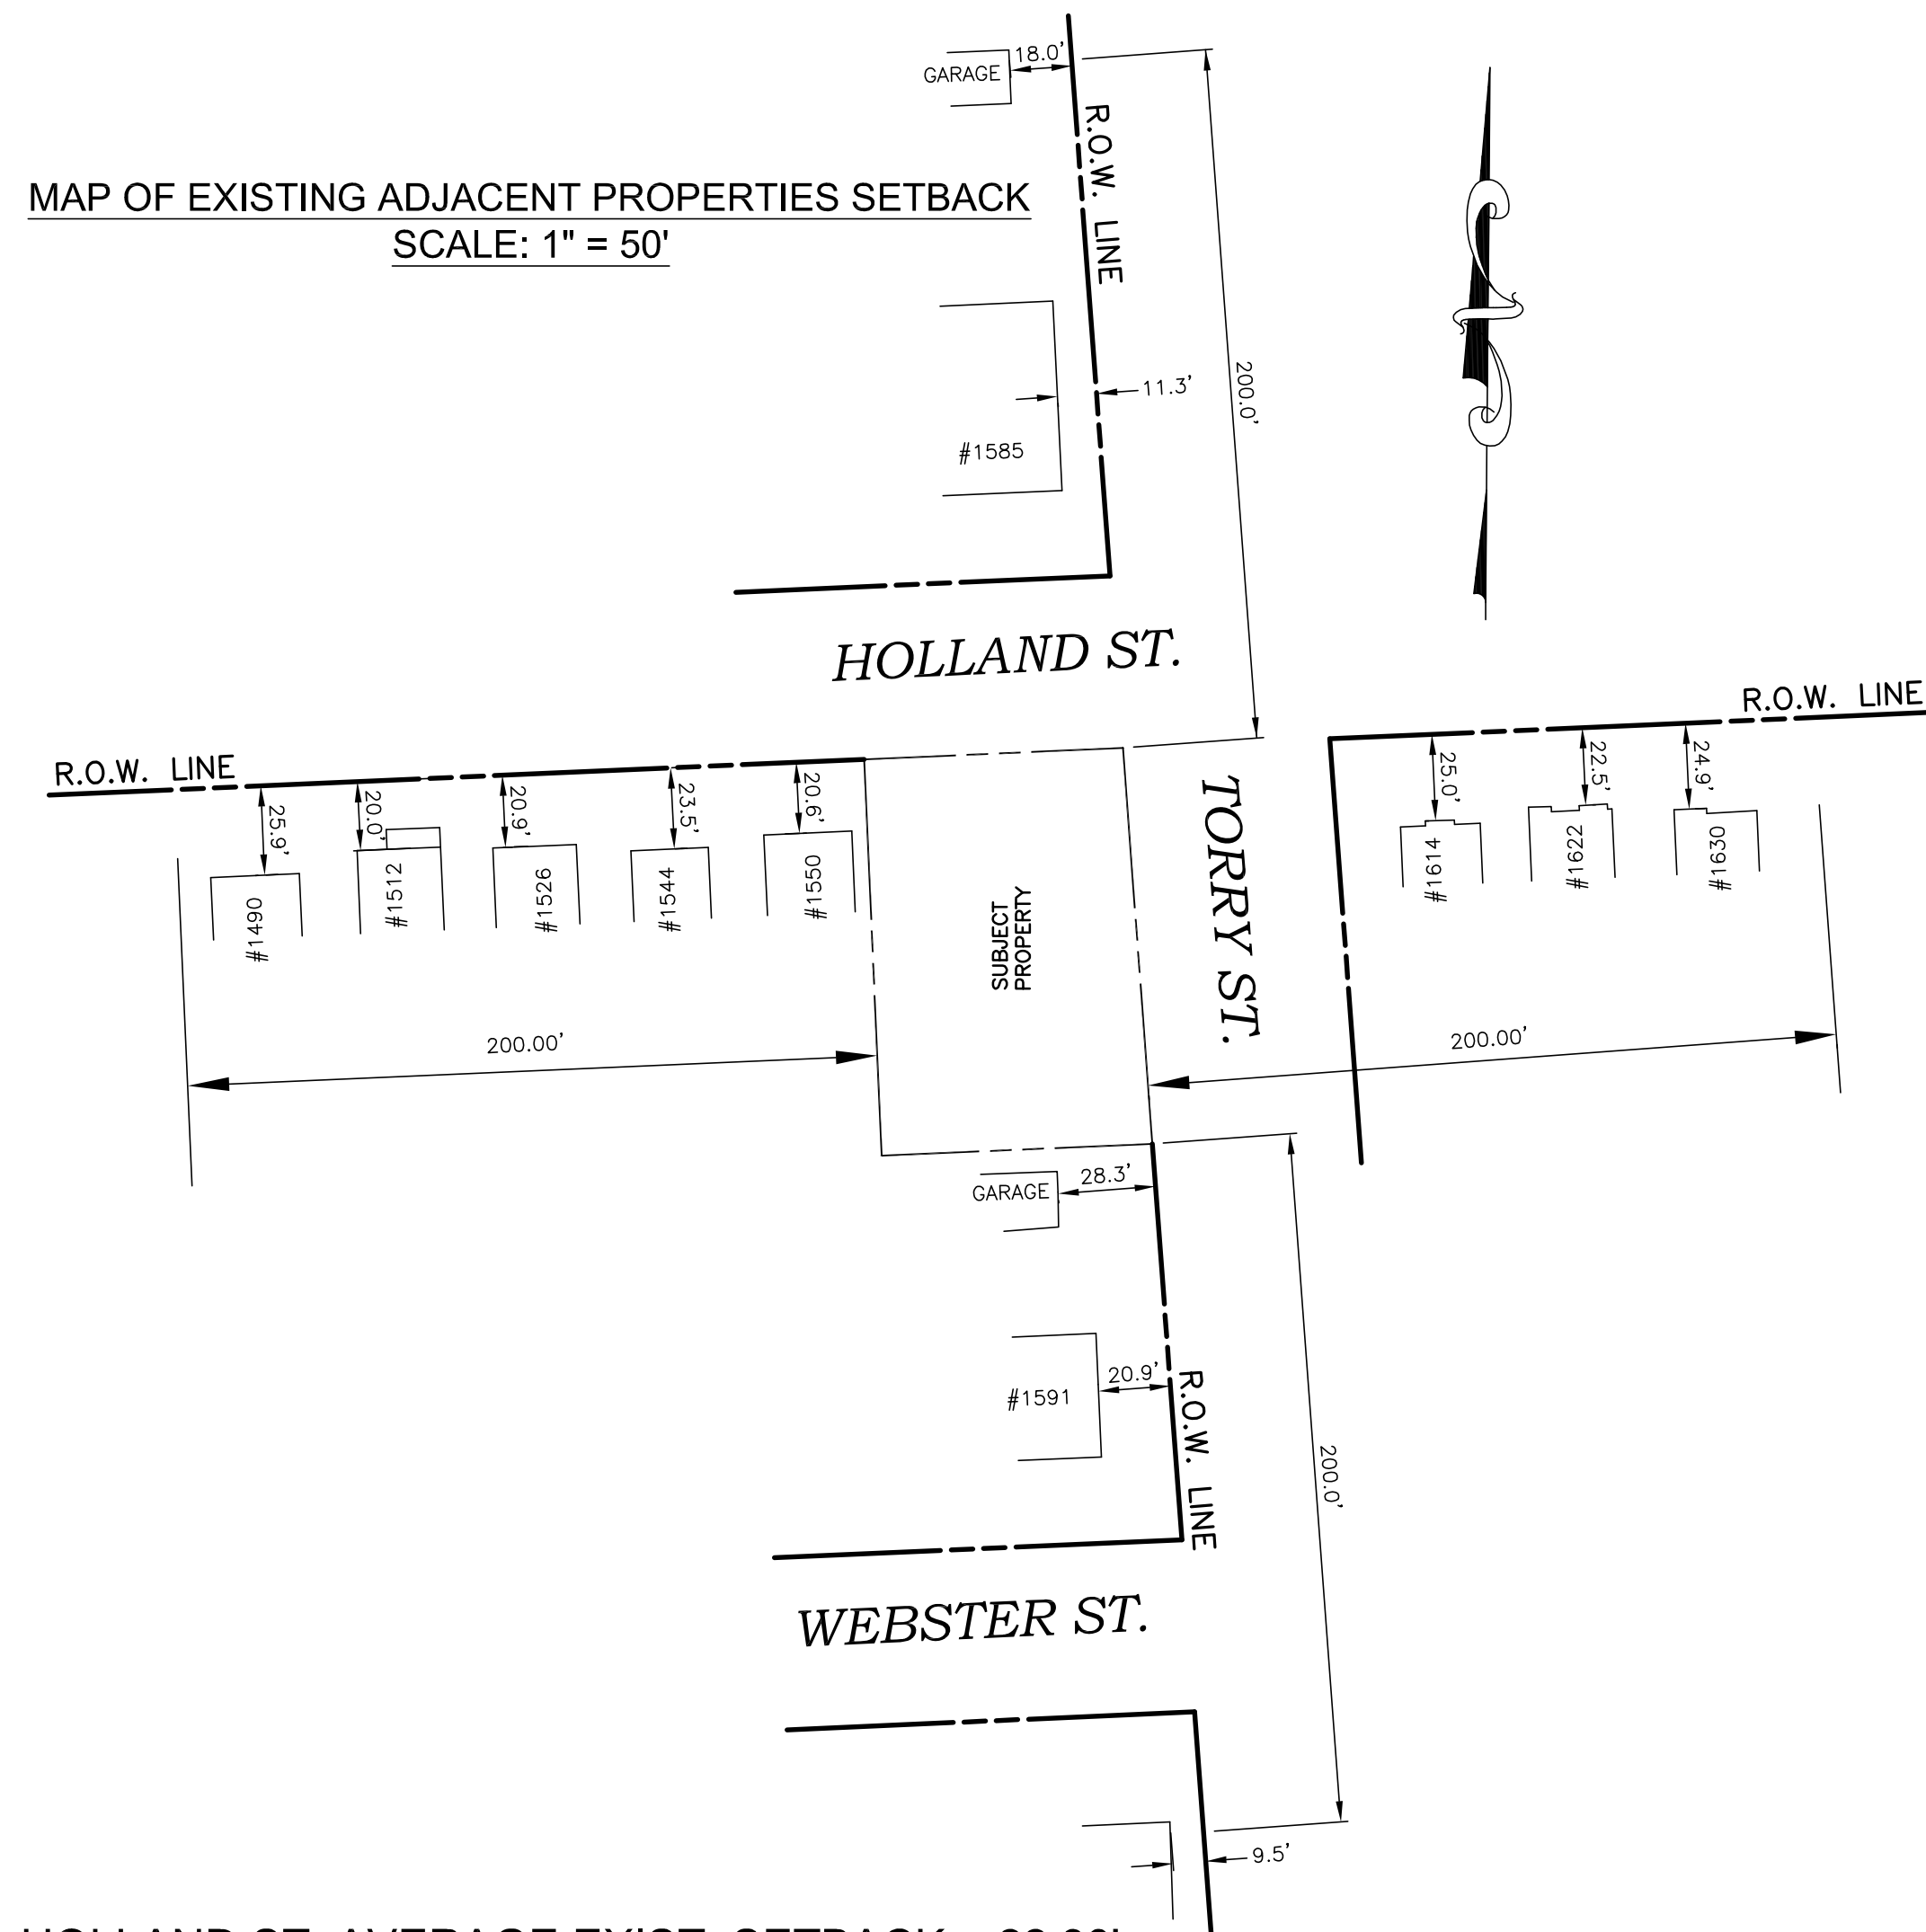 18.0'
GARAGE
R.O.W. LINE
MAP OF EXISTING ADJACENT PROPERTIES SETBACK
SCALE: 1" = 50'
200.0'
11.3'
#1585
HOLLAND ST.
R.O.W. LINE
R.O.W. LINE
25.9'
20.0'
20.9'
23.5'
20.6'
25.0'
22.5'
24.9'
#1490
#1512
#1526
#1544
#1550
SUBJECT
PROPERTY
TORRY ST.
#1614
#1622
#1630
200.00'
200.00'
28.3'
GARAGE
20.9'
#1591
R.O.W. LINE
200.0'
WEBSTER ST.
9.5'